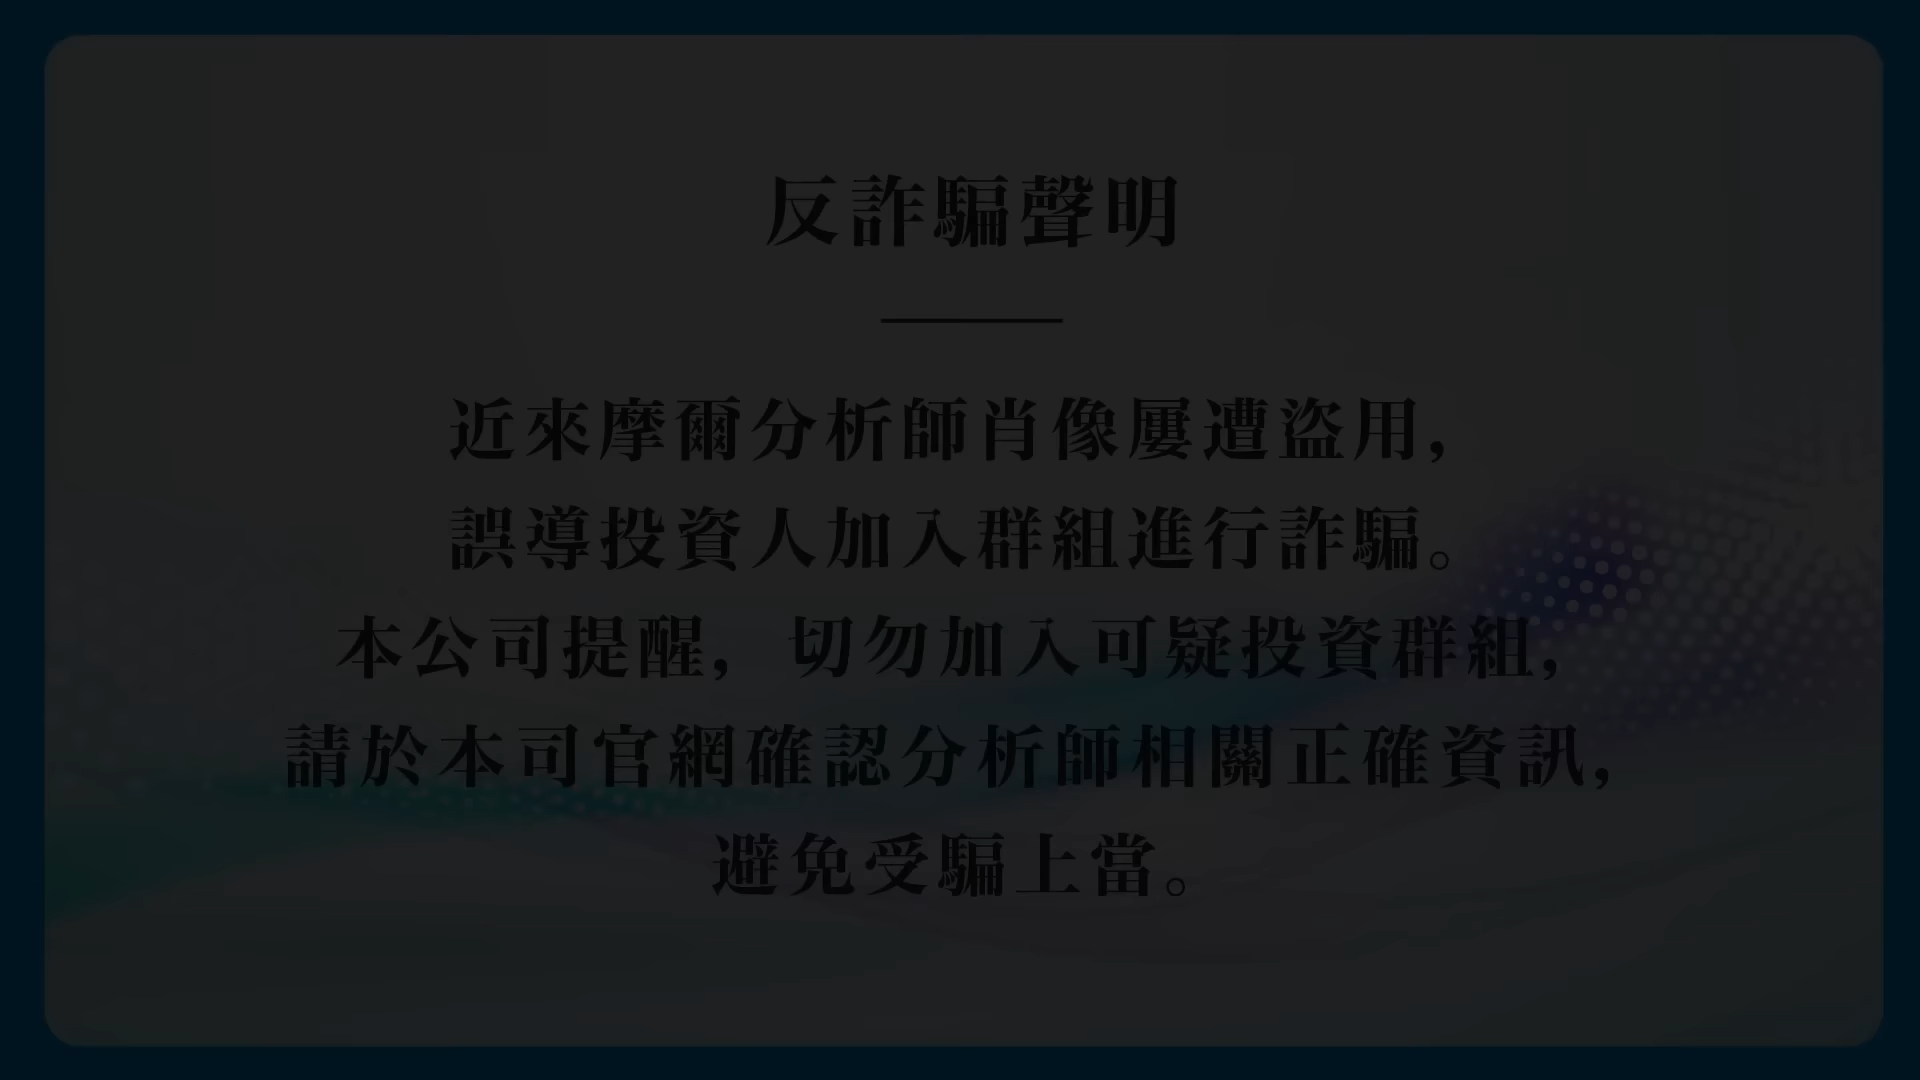 反詐騙聲明
近來摩爾分析師肖像屢遭盜用，
誤導投資人加入群組進行詐騙。
本公司提醒，切勿加入可疑投資群組，
請於本司官網確認分析師相關正確資訊，
避免受騙上當。